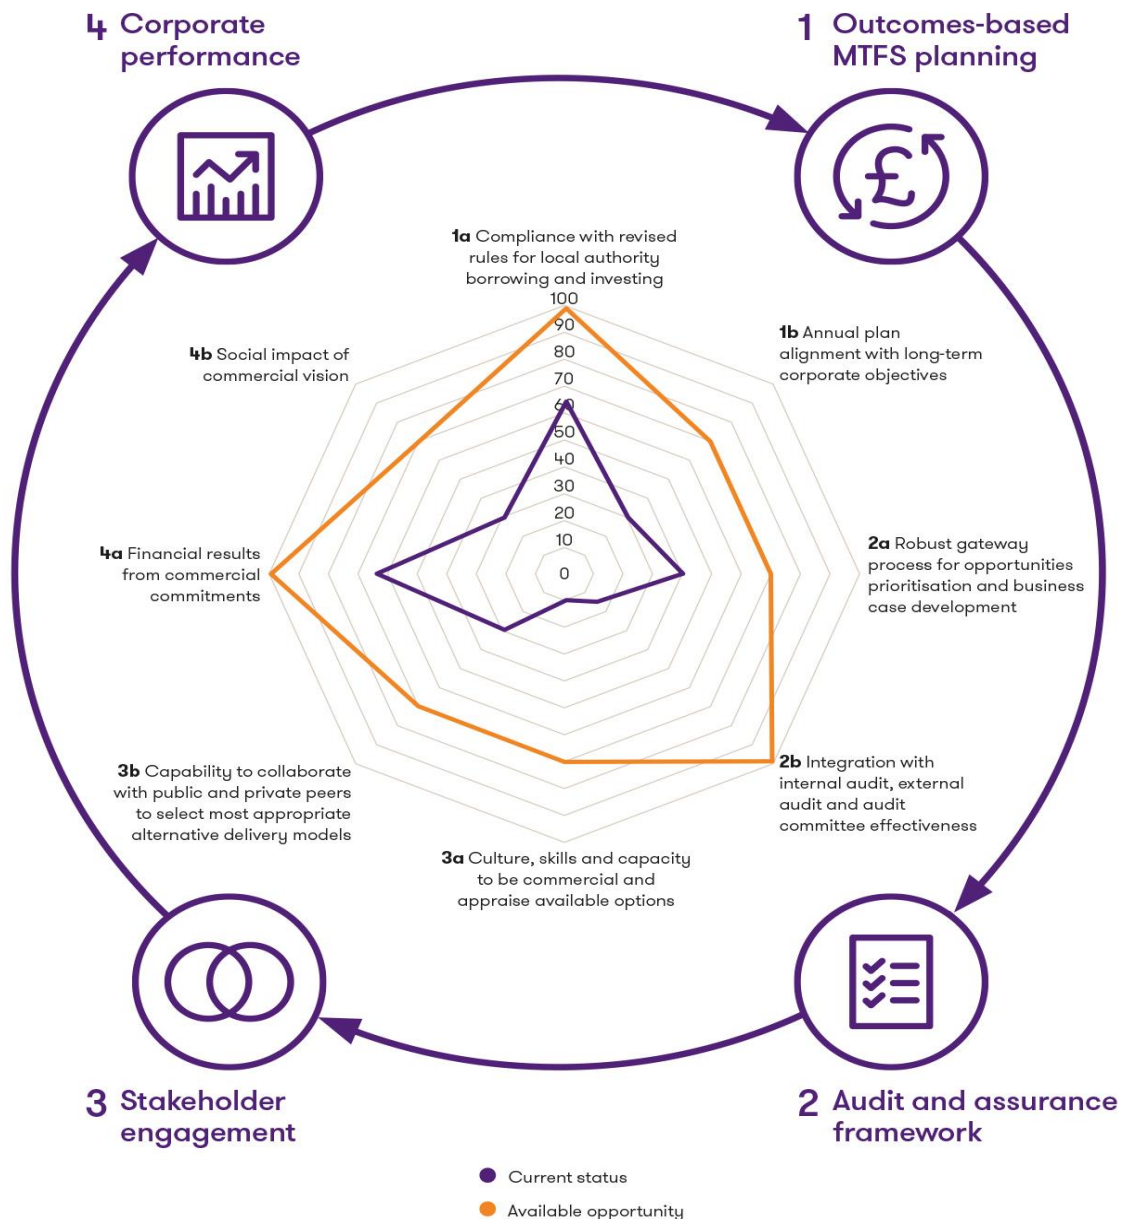 4 Corporate
performance
1 Outcomes-based
MTFS planning
£
1a Compliance with revised
rules for local authority
borrowing and investing
1b Annual plan
alignment with long-term
corporate objectives
4b Social impact of
commercial vision
100
90
80
70
60
50
40
30
20
10
0
4a Financial results
from commercial
commitments
2a Robust gateway
process for opportunities
prioritisation and business
case development
3b Capability to collaborate
with public and private peers
to select most appropriate
alternative delivery models
2b Integration with
internal audit, external
audit and audit
committee effectiveness
3a Culture, skills and capacity
to be commercial and
appraise available options
3 Stakeholder
engagement
2 Audit and assurance
framework
Current status
Available opportunity